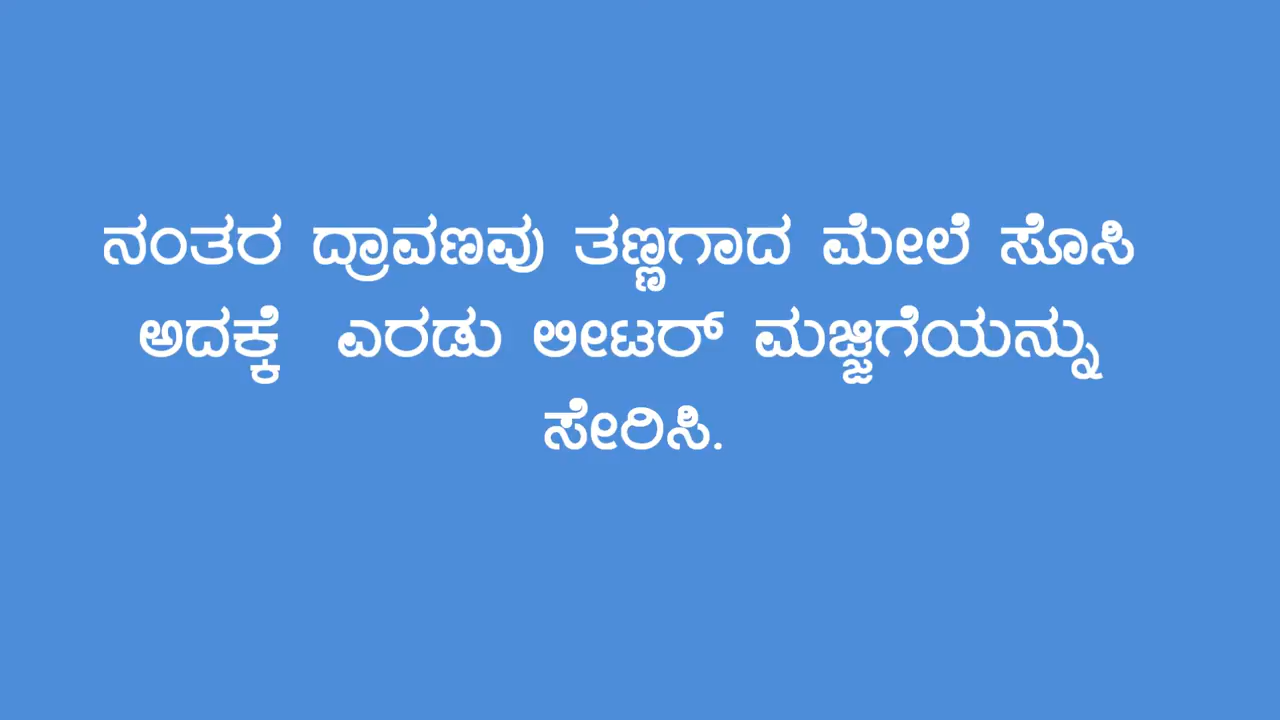 ನಂತರ ದ್ರಾವಣವು ತಣ್ಣಗಾದ ಮೇಲೆ ಸೊಸಿ
ಅದಕ್ಕೆ ಎರಡು ಲೀಟರ್ ಮಜ್ಜಿಗೆಯನ್ನು
ಸೇರಿಸಿ.